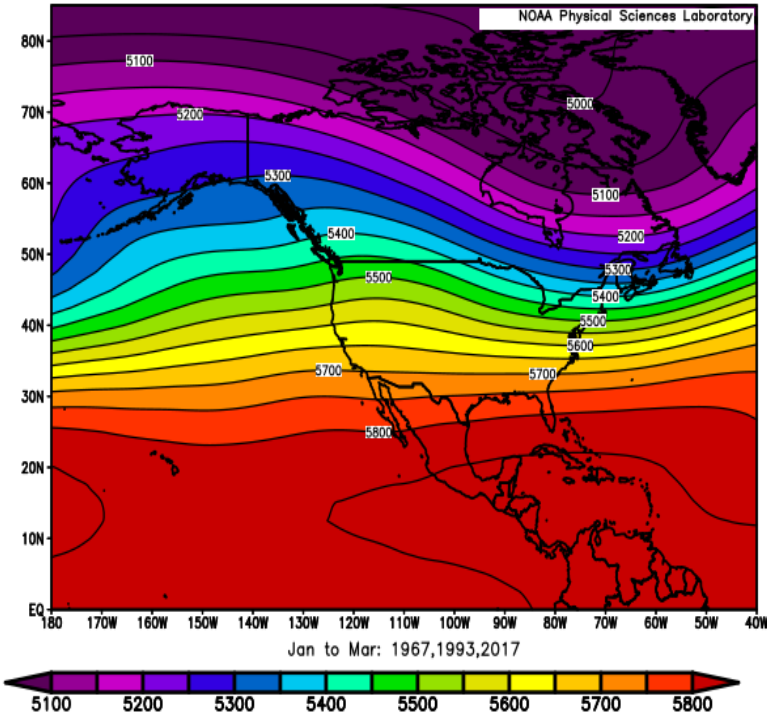 NOAA Physical Sciences Laboratory
80N
5100
70N
5200
5000
60N
5300
5100
5400
5200
50N
5500
5300
5400
40N
5500
5600
30N
5700
5700
5800
20N
10N
EQ
180 170W 160W 150W 140W 130W 120W 110W 100W 90W 80W 70W 60W 50W 40W
Jan to Mar: 1967,1993,2017
5100 5200 5300 5400 5500 5600 5700 5800